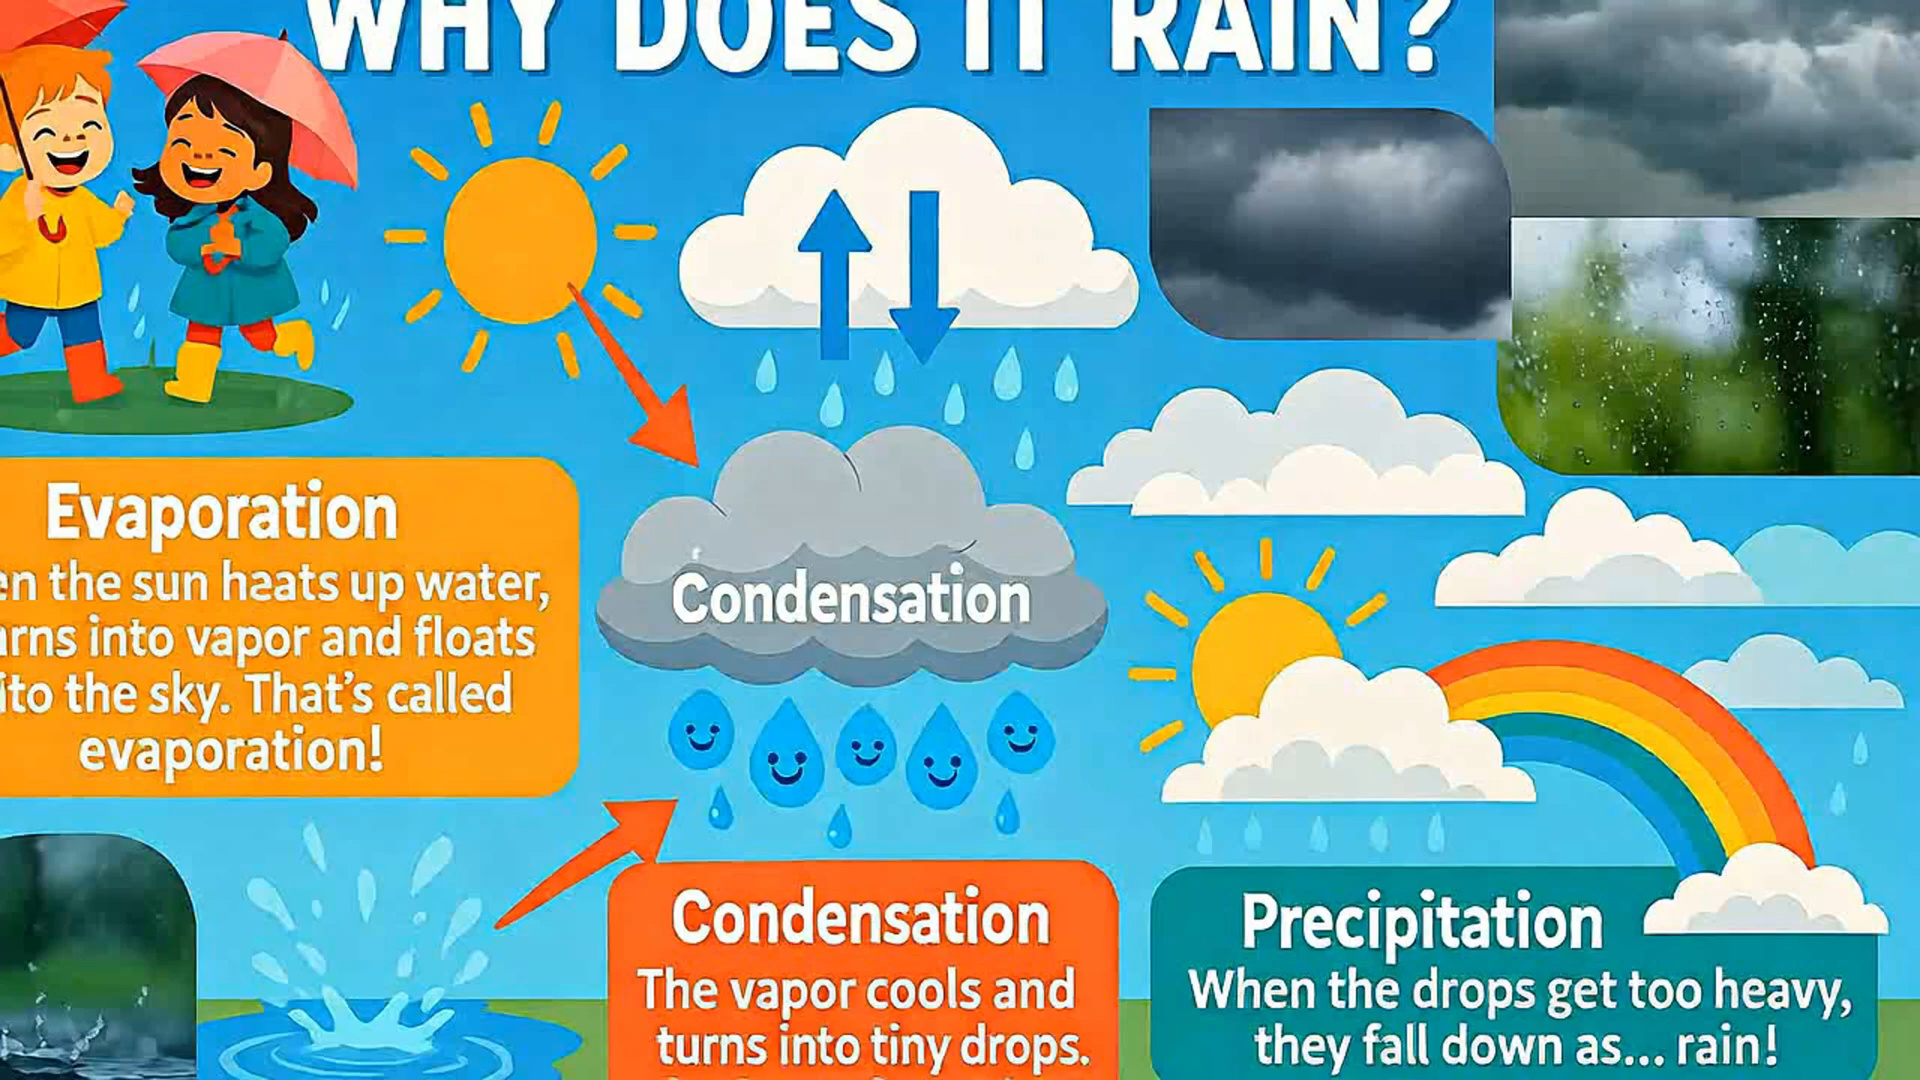 WHY DOES IT RAIN?
Evaporation
en the sun haats up water,
rns into vapor and floats
to the sky. That's called
evaporation!
Condensation
Condensation
The vapor cools and
turns into tiny drops.
Precipitation
When the drops get too heavy,
they fall down as... rain!